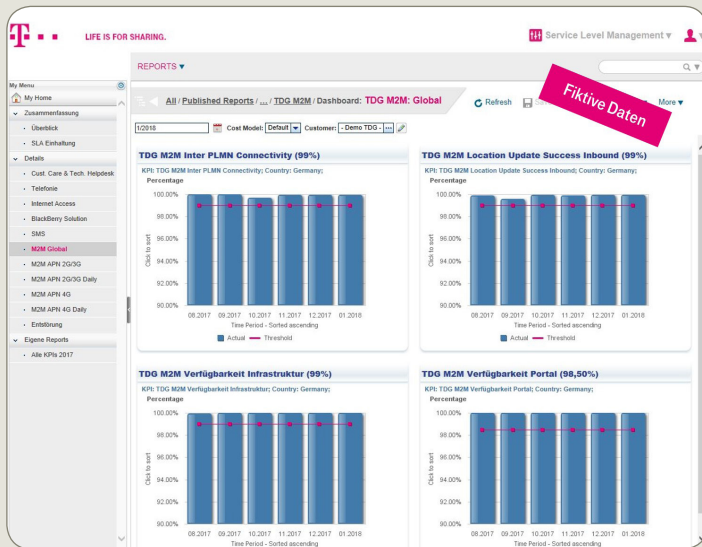 T
LIFE IS FOR SHARING.
Service Level Management
REPORTS
My Menu
My Home
Zusammenfassung
Überblick
SLA Einhaltung
Details
Cust. Care & Tech. Helpdesk
Telefonie
Internet Access
BlackBerry Solution
SMS
M2M Global
M2M APN 2G/3G
M2M APN 2G/3G Daily
M2M APN 4G
M2M APN 4G Daily
Entstörung
Eigene Reports
Alle KPIs 2017
All / Published Reports / ... / TDG M2M / Dashboard: TDG M2M: Global
Refresh
More
Fiktive Daten
1/2018 Cost Model: Default Customer: - Demo TDG - ...
TDG M2M Inter PLMN Connectivity (99%)
KPI: TDG M2M Inter PLMN Connectivity; Country: Germany;
Percentage
100.00%
98.00%
96.00%
94.00%
92.00%
90.00%
Click to sort
08.2017 09.2017 10.2017 11.2017 12.2017 01.2018
Time Period - Sorted ascending
Actual Threshold
TDG M2M Location Update Success Inbound (99%)
KPI: TDG M2M Location Update Success Inbound; Country: Germany;
Percentage
100.00%
98.00%
96.00%
94.00%
92.00%
90.00%
Click to sort
08.2017 09.2017 10.2017 11.2017 12.2017 01.2018
Time Period - Sorted ascending
Actual Threshold
TDG M2M Verfügbarkeit Infrastruktur (99%)
KPI: TDG M2M Verfügbarkeit Infrastruktur; Country: Germany;
Percentage
100.00%
98.00%
96.00%
94.00%
92.00%
90.00%
Click to sort
08.2017 09.2017 10.2017 11.2017 12.2017 01.2018
Time Period - Sorted ascending
TDG M2M Verfügbarkeit Portal (98,50%)
KPI: TDG M2M Verfügbarkeit Portal; Country: Germany;
Percentage
100.00%
98.00%
96.00%
94.00%
92.00%
90.00%
Click to sort
08.2017 09.2017 10.2017 11.2017 12.2017 01.2018
Time Period - Sorted ascending